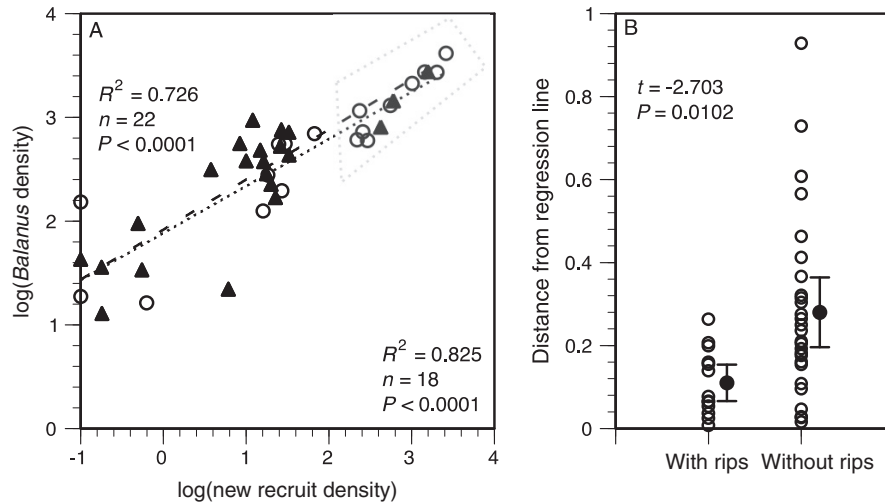 A
R² = 0.726
n = 22
P < 0.0001
R² = 0.825
n = 18
P < 0.0001
4
3
2
1
0
-1
0
1
2
3
4
log(Balanus density)
log(new recruit density)
B
t = -2.703
P = 0.0102
1
0.8
0.6
0.4
0.2
0
Distance from regression line
With rips
Without rips